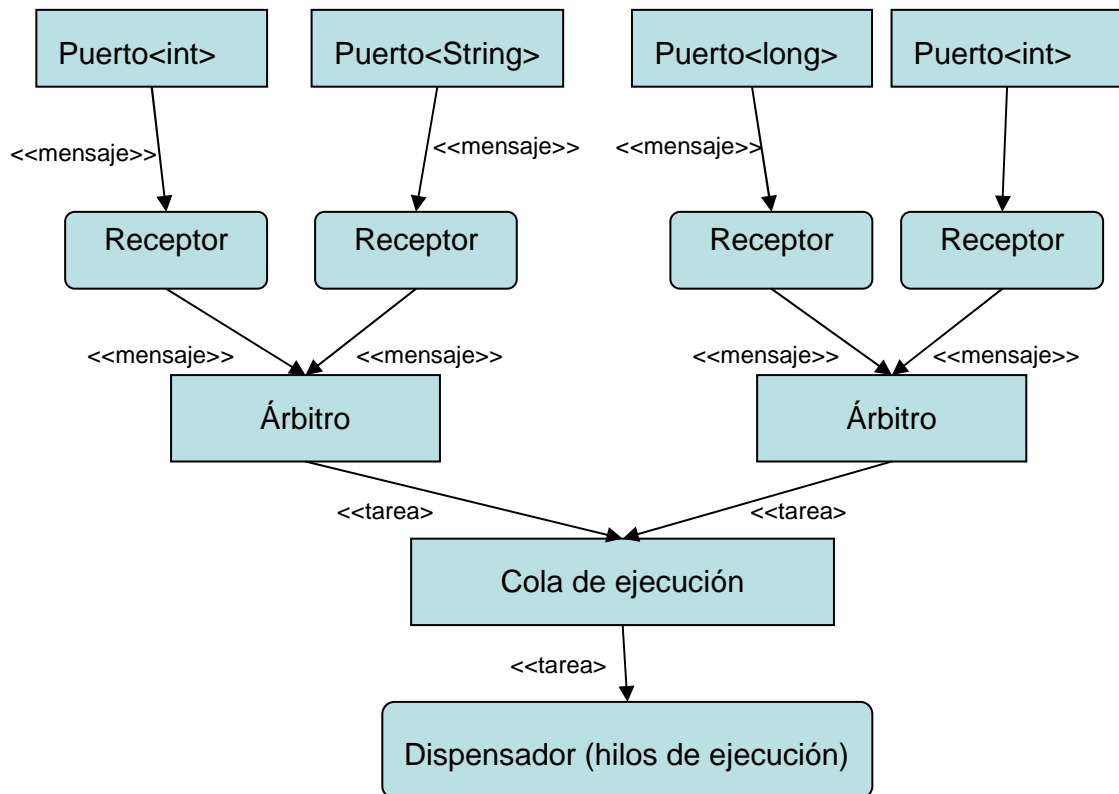 Puerto<int>
Puerto<String>
Puerto<long>
Puerto<int>
<<mensaje>>
<<mensaje>>
<<mensaje>>
Receptor
Receptor
Receptor
Receptor
<<mensaje>>
<<mensaje>>
<<mensaje>>
<<mensaje>>
Árbitro
Árbitro
<<tarea>
<<tarea>
Cola de ejecución
<<tarea>
Dispensador (hilos de ejecución)